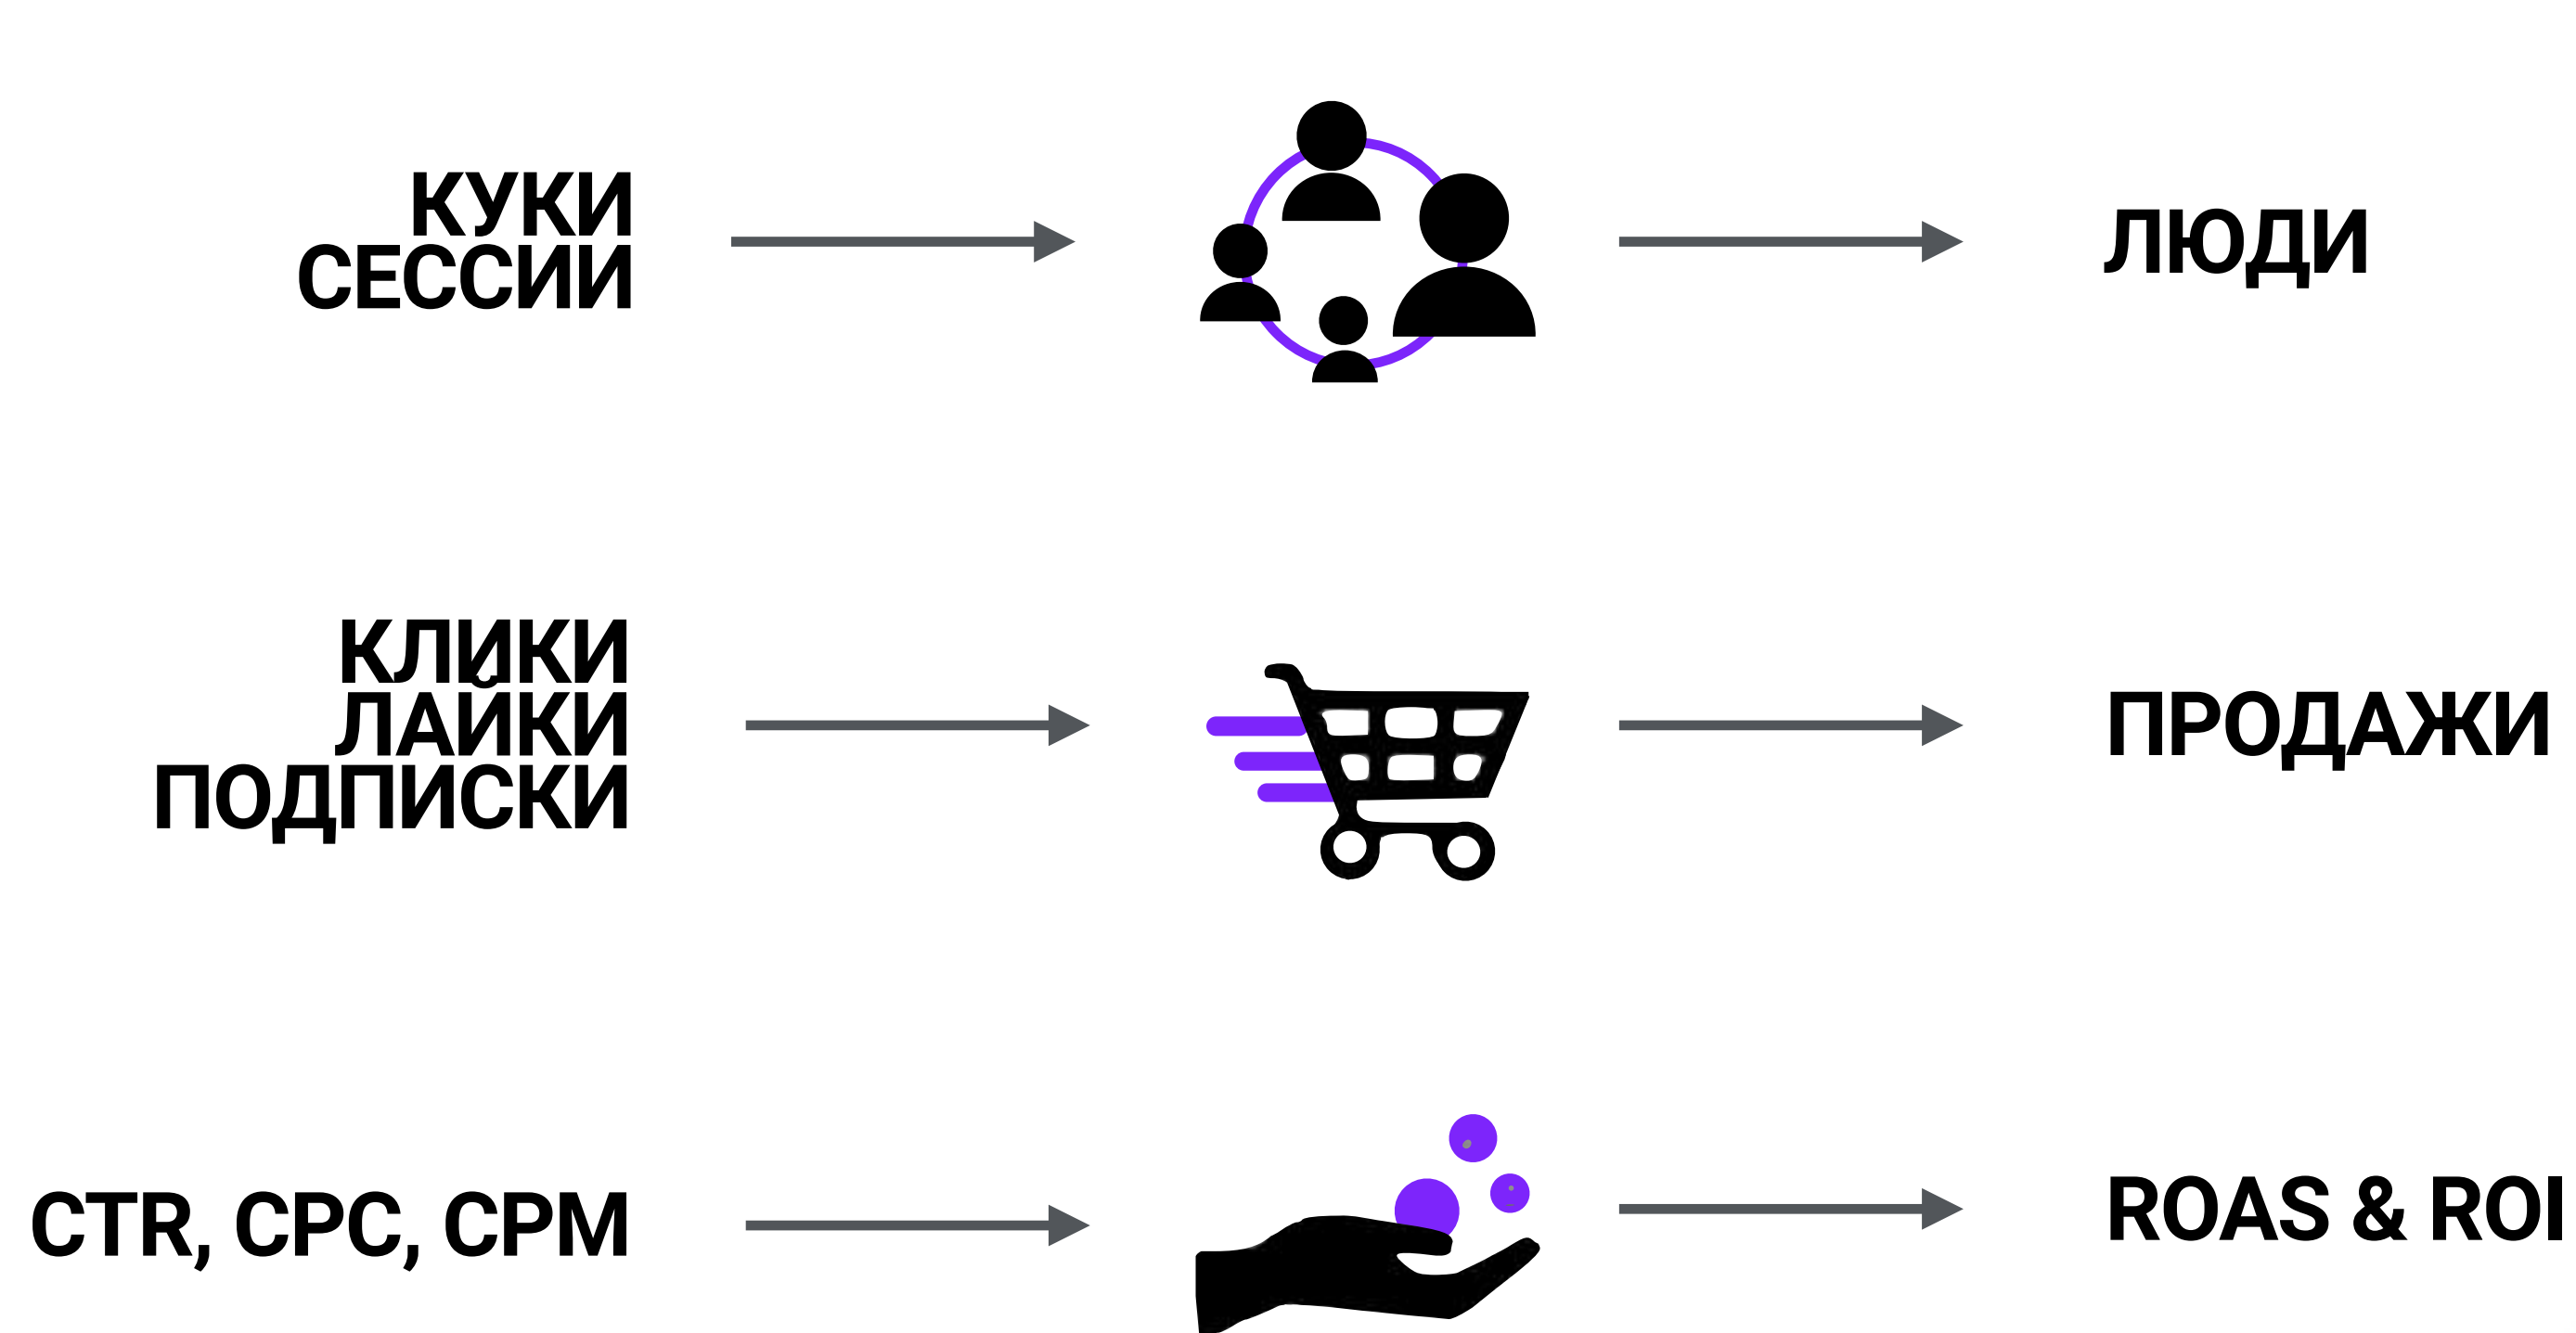 КУКИ
СЕССИИ
ЛЮДИ
КЛИКИ
ЛАЙКИ
ПОДПИСКИ
ПРОДАЖИ
CTR, CPC, CPM
ROAS & ROI